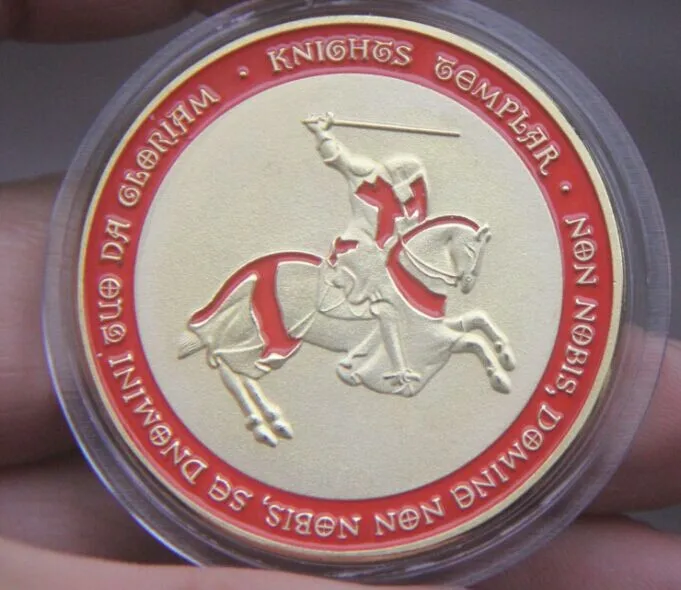 KNIGHTS TEMPLAR · NON NOBIS, DOMINE NON NOBIS, SE DNOMINI TUO DA GLORIAM ·